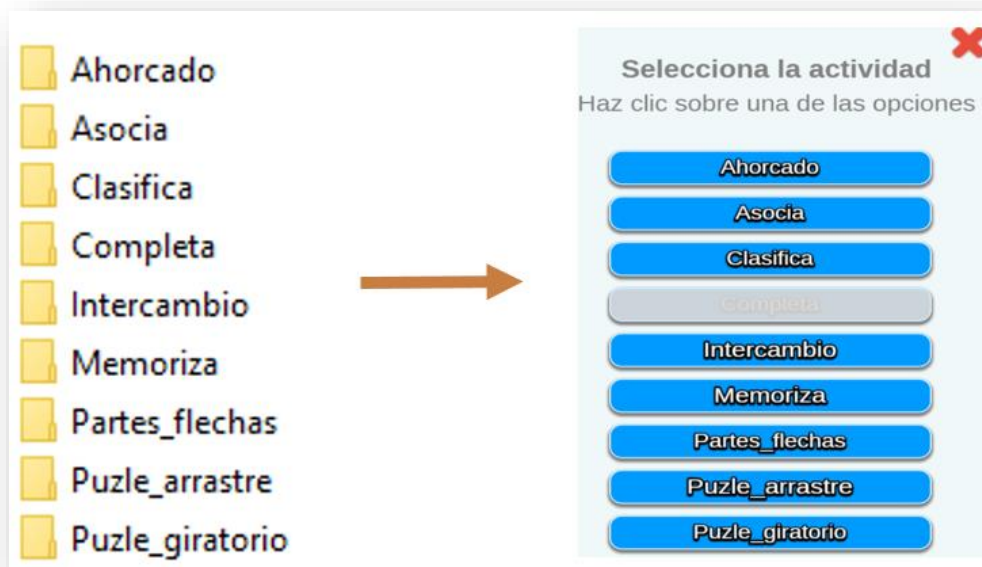 Ahorcado
Asocia
Clasifica
Completa
Intercambio
Memoriza
Partes_flechas
Puzle_arrastre
Puzle_giratorio
Selecciona la actividad
Haz clic sobre una de las opciones
Ahorcado
Asocia
Clasifica
Completa
Intercambio
Memoriza
Partes_flechas
Puzle_arrastre
Puzle_giratorio